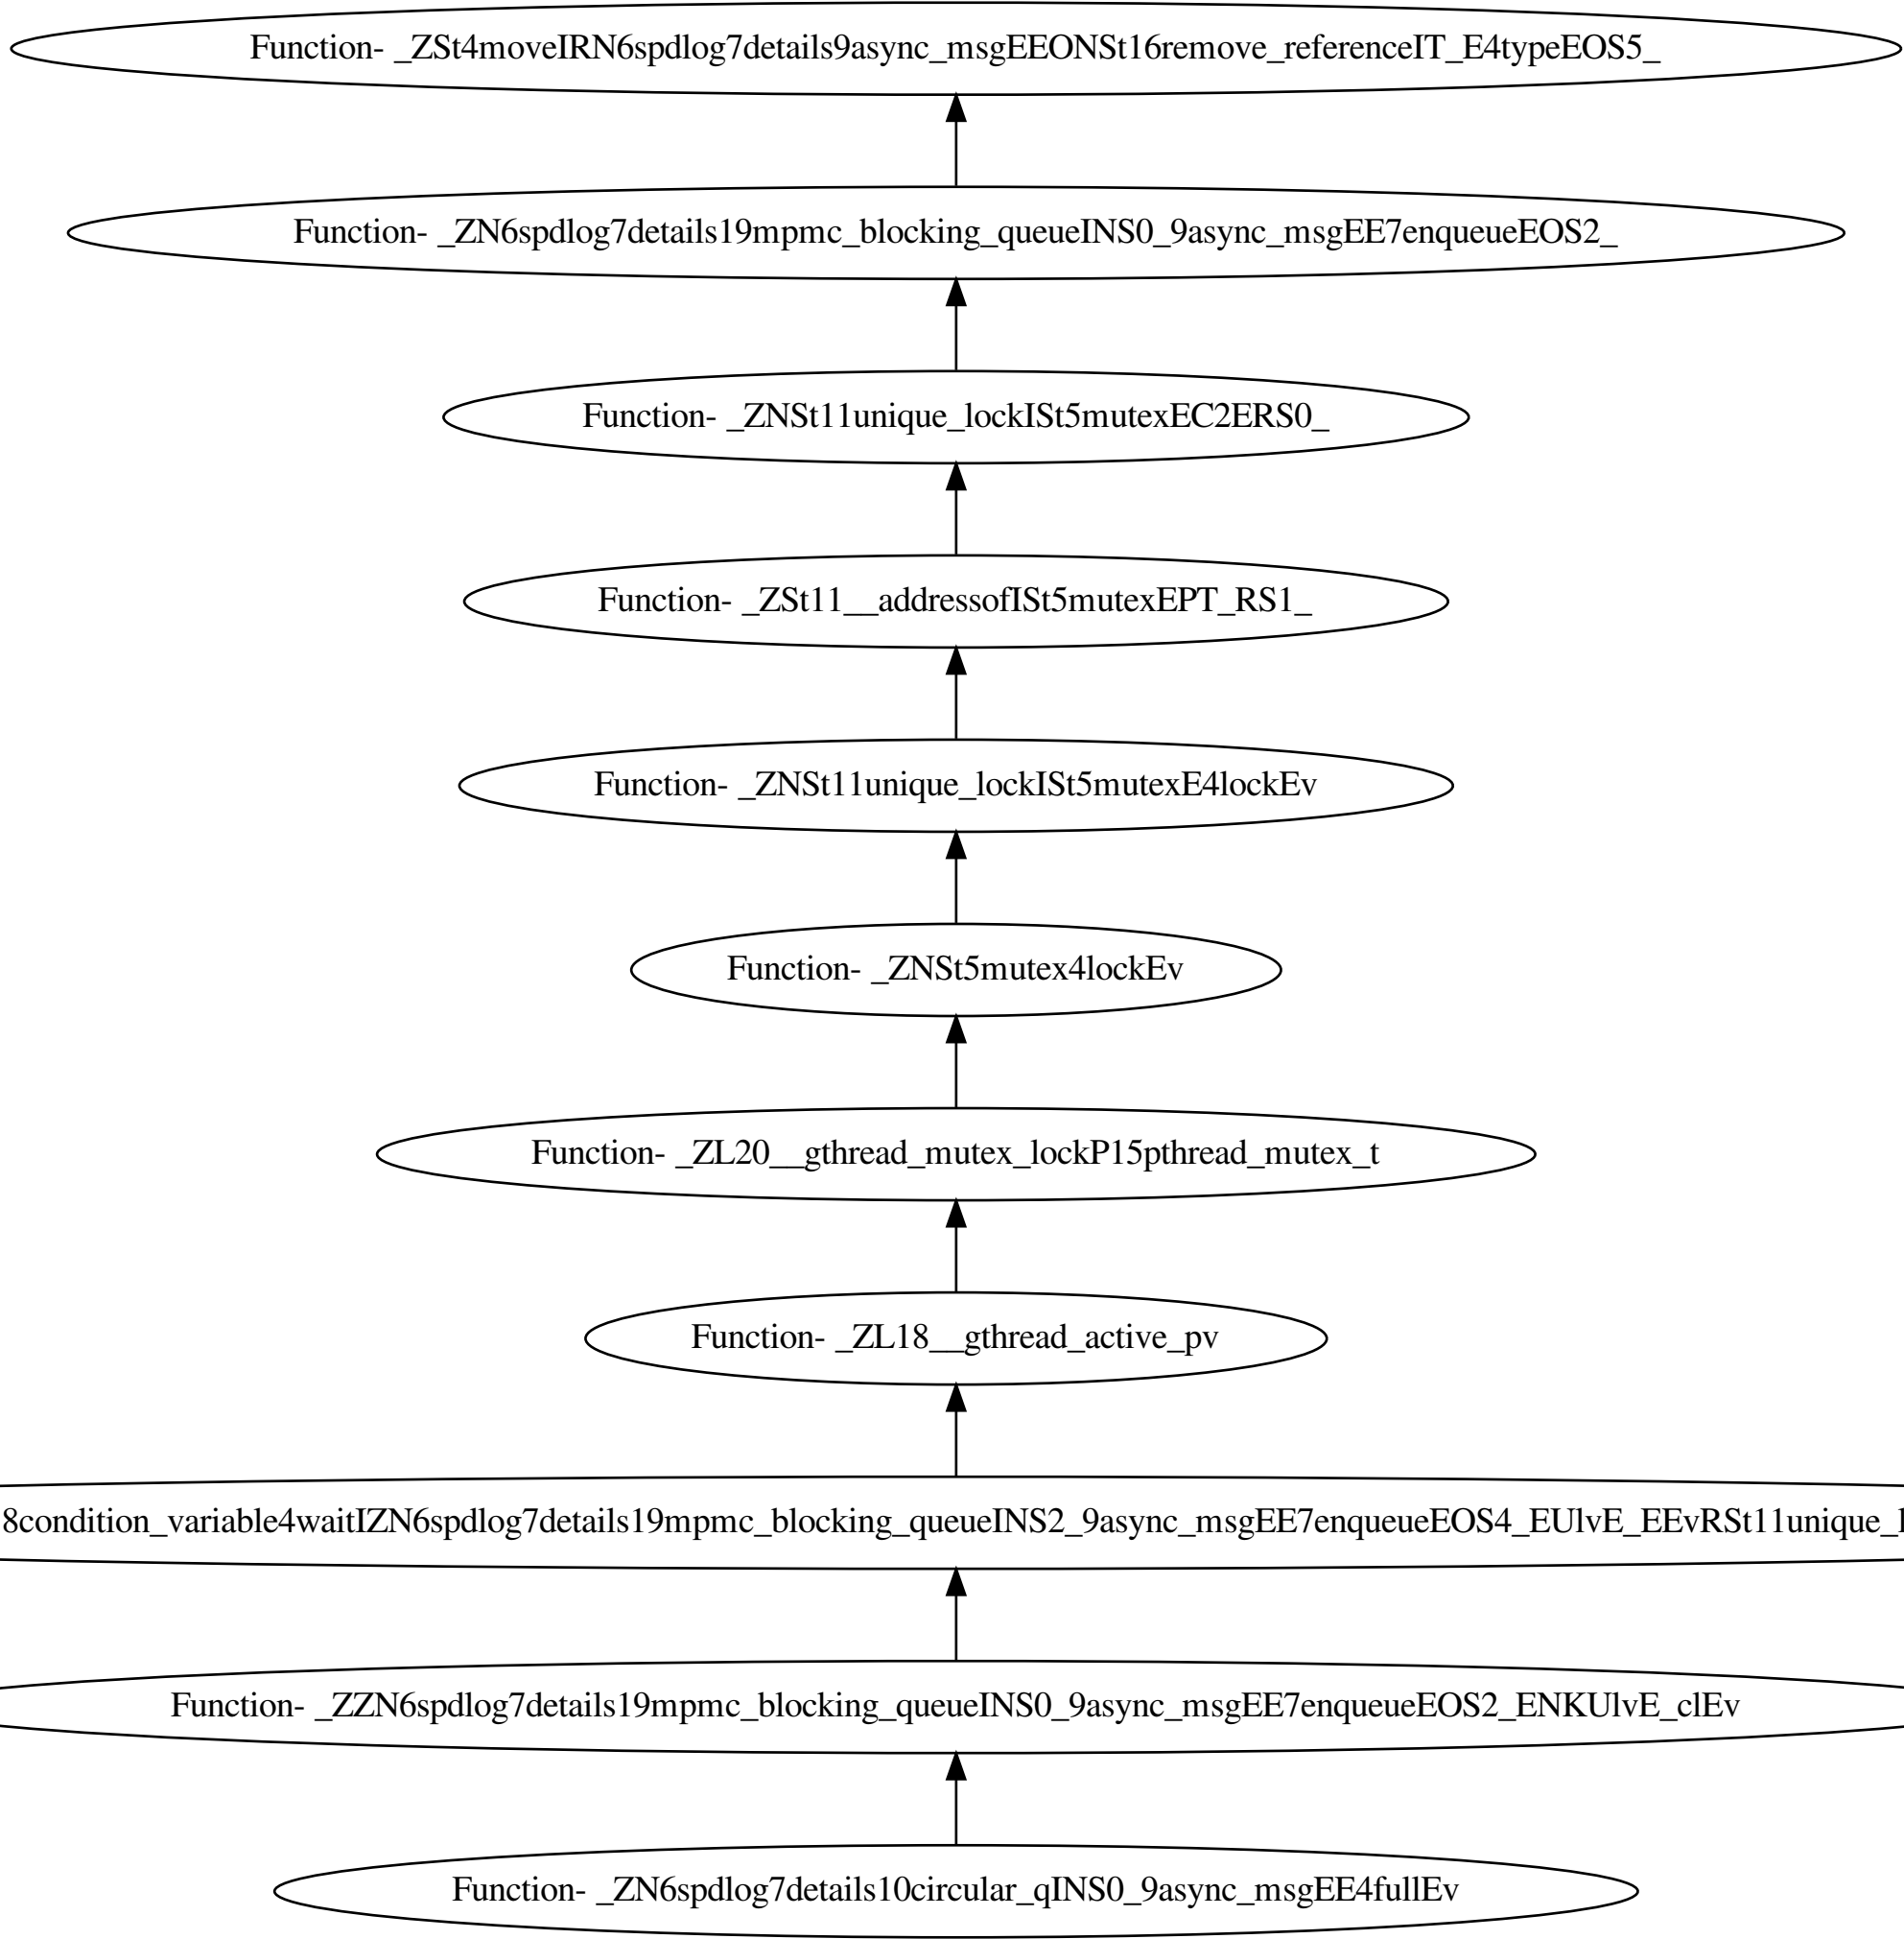 Function- _ZSt4moveIRN6spdlog7details9async_msgEEONSt16remove_referenceIT_E4typeEOS5_
Function- _ZN6spdlog7details19mpmc_blocking_queueINS0_9async_msgEE7enqueueEOS2_
Function- _ZNSt11unique_lockISt5mutexEC2ERS0_
Function- _ZSt11__addressofISt5mutexEPT_RS1_
Function- _ZNSt11unique_lockISt5mutexE4lockEv
Function- _ZNSt5mutex4lockEv
Function- _ZL20__gthread_mutex_lockP15pthread_mutex_t
Function- _ZL18__gthread_active_pv
8condition_variable4waitIZN6spdlog7details19mpmc_blocking_queueINS2_9async_msgEE7enqueueEOS4_EUlvE_EEvRSt11unique_
Function- _ZZN6spdlog7details19mpmc_blocking_queueINS0_9async_msgEE7enqueueEOS2_ENKUlvE_clEv
Function- _ZN6spdlog7details10circular_qINS0_9async_msgEE4fullEv